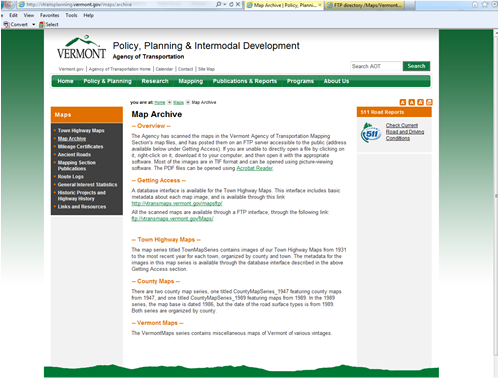 http://vtransplanning.vermont.gov/maps/archive
Map Archive | Policy, Planni...
FTP directory /Maps/Vermont...
File Edit View Favorites Tools Help
Convert Select
VERMONT
Policy, Planning & Intermodal Development
Agency of Transportation
Vermont.gov | Agency of Transportation Home | Calendar | Contact | Site Map
Search AOT
Search
Home Policy & Planning Research Mapping Publications & Reports Programs About Us
you are at: Home Maps Map Archive
Maps
Town Highway Maps
Map Archive
Mileage Certificates
Ancient Roads
Mapping Section
Publications
Route Logs
General Interest Statistics
Historic Projects and
Highway History
Links and Resources
Map Archive
-- Overview --
The Agency has scanned the maps in the Vermont Agency of Transportation Mapping
Section's map files, and has posted them on an FTP server accessible to the public (address
available below under Getting Access). If you are unable to directly open a file by clicking on
it, right-click on it, download it to your computer, and then open it with the appropriate
software. Most of the images are in TIF format and can be opened using picture-viewing
software. The PDF files can be opened using Acrobat Reader.
-- Getting Access --
A database interface is available for the Town Highway Maps. This interface includes basic
metadata about each map image, and is available through this link
http://vtransmaps.vermont.gov/mapsftp/
All the scanned maps are available through a FTP interface, through the following link:
ftp://vtransmaps.vermont.gov/Maps/
-- Town Highway Maps --
The map series titled TownMapSeries contains images of our Town Highway Maps from 1931
to the most recent year for each town, organized by county and town. The metadata for the
images in this map series is available through the database interface described in the above
Getting Access section.
-- County Maps --
There are two county map series, one titled CountyMapSeries_1947 featuring county maps
from 1947, and one titled CountyMapSeries_1989 featuring maps from 1989. In the 1989
series, the map base is dated 1986, but the date of the road surface types is from 1989.
Both series are organized by county.
-- Vermont Maps --
The VermontMaps series contains miscellaneous maps of Vermont of various vintages.
511 Road Reports
511
Check Current
Road and Driving
Conditions